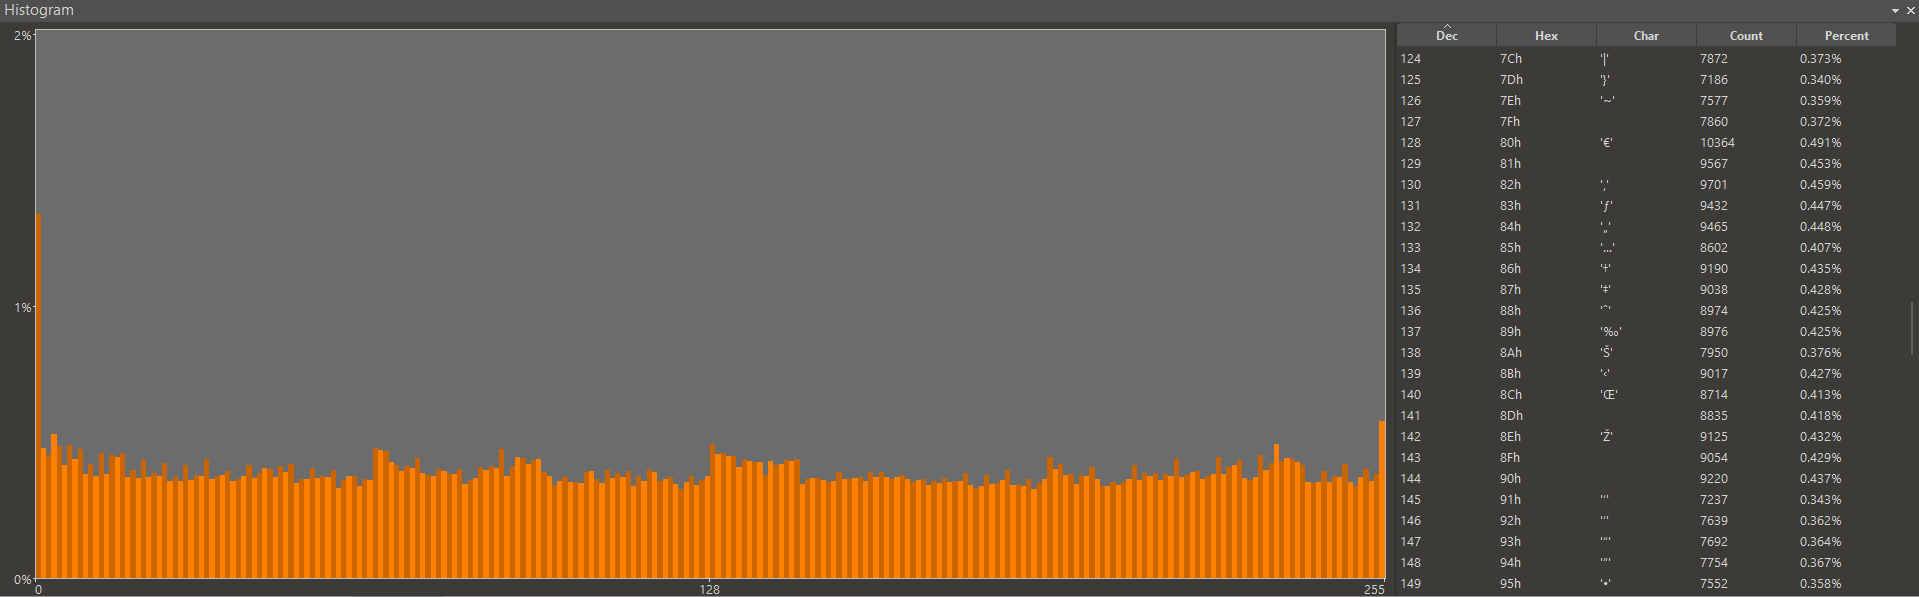 Histogram
2%
1%
0%
0 128 255
Dec Hex Char Count Percent
124 7Ch '|' 7872 0.373%
125 7Dh '}' 7186 0.340%
126 7Eh '~' 7577 0.359%
127 7Fh 7860 0.372%
128 80h '€' 10364 0.491%
129 81h 9567 0.453%
130 82h '‚' 9701 0.459%
131 83h 'ƒ' 9432 0.447%
132 84h '„' 9465 0.448%
133 85h '…' 8602 0.407%
134 86h '†' 9190 0.435%
135 87h '‡' 9038 0.428%
136 88h 'ˆ' 8974 0.425%
137 89h '‰' 8976 0.425%
138 8Ah 'Š' 7950 0.376%
139 8Bh '‹' 9017 0.427%
140 8Ch 'Œ' 8714 0.413%
141 8Dh 8835 0.418%
142 8Eh 'Ž' 9125 0.432%
143 8Fh 9054 0.429%
144 90h 9220 0.437%
145 91h '‘' 7237 0.343%
146 92h '’' 7639 0.362%
147 93h '“' 7692 0.364%
148 94h '”' 7754 0.367%
149 95h '•' 7552 0.358%